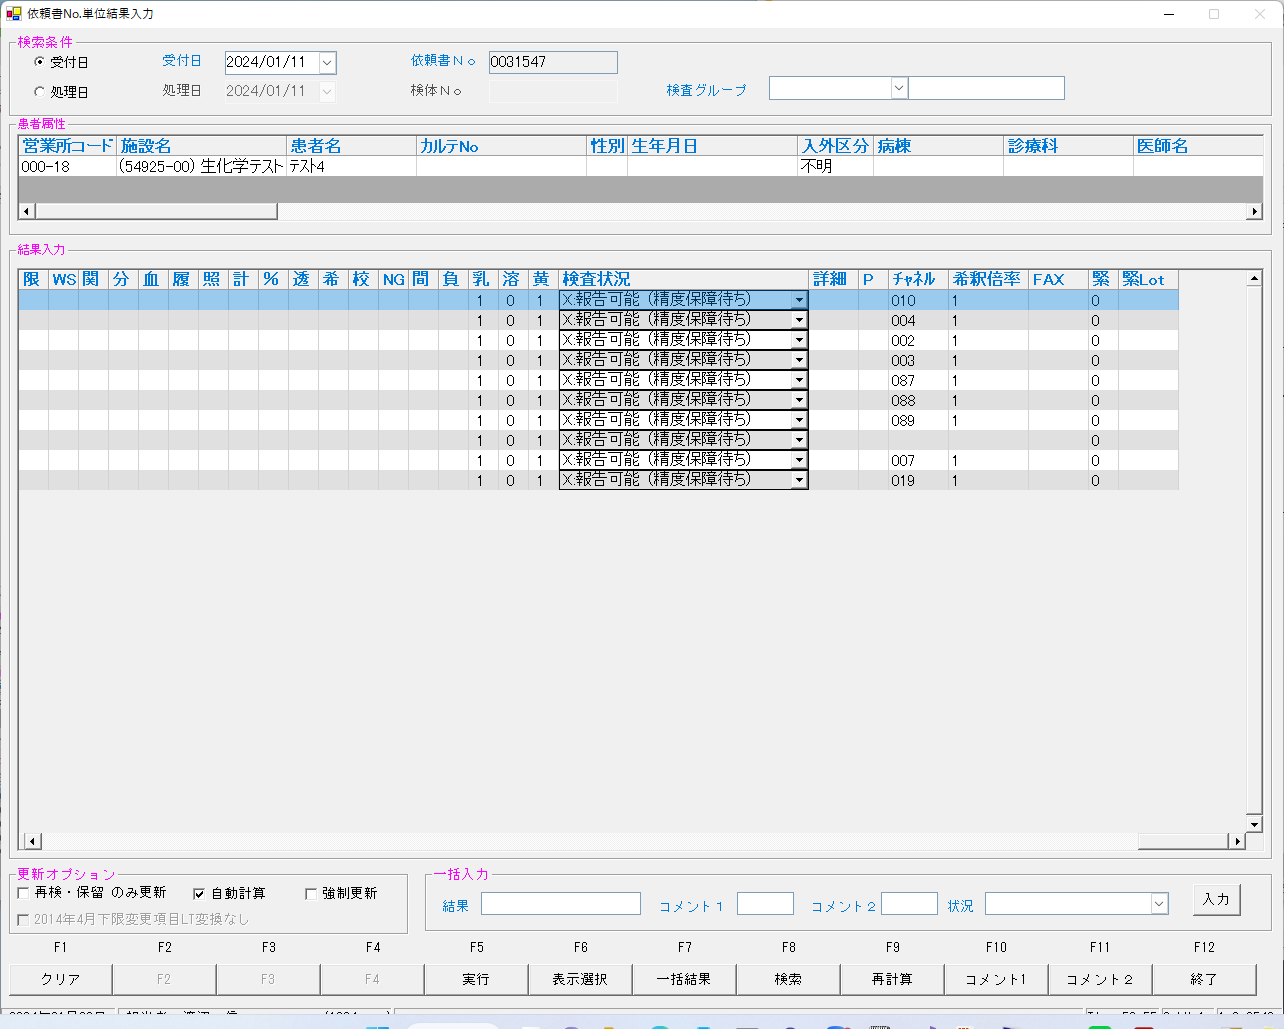 依頼書No.単位結果入力
検索条件
受付日 受付日 2024/01/11 依頼書Ｎｏ 0031547
処理日 処理日 2024/01/11 検体Ｎｏ 検査グループ
患者属性
営業所コード 施設名 患者名 カルテNo 性別 生年月日 入外区分 病棟 診療科 医師名
000-18 (54925-00) 生化学テスト ﾃｽﾄ4 不明
結果入力
限 WS 関 分 血 履 照 計 % 透 希 校 NG 間 負 乳 溶 黄 検査状況 詳細 P ﾁｬﾈﾙ 希釈倍率 FAX 緊 緊Lot
1 0 1 X:報告可能（精度保障待ち） 010 1 0
1 0 1 X:報告可能（精度保障待ち） 004 1 0
1 0 1 X:報告可能（精度保障待ち） 002 1 0
1 0 1 X:報告可能（精度保障待ち） 003 1 0
1 0 1 X:報告可能（精度保障待ち） 087 1 0
1 0 1 X:報告可能（精度保障待ち） 088 1 0
1 0 1 X:報告可能（精度保障待ち） 089 1 0
1 0 1 X:報告可能（精度保障待ち） 0
1 0 1 X:報告可能（精度保障待ち） 007 1 0
1 0 1 X:報告可能（精度保障待ち） 019 1 0
更新オプション
再検・保留 のみ更新 自動計算 強制更新
2014年4月下限変更項目LT変換なし
一括入力
結果 コメント１ コメント２ 状況 入力
F1 F2 F3 F4 F5 F6 F7 F8 F9 F10 F11 F12
クリア F2 F3 F4 実行 表示選択 一括結果 検索 再計算 コメント1 コメント２ 終了